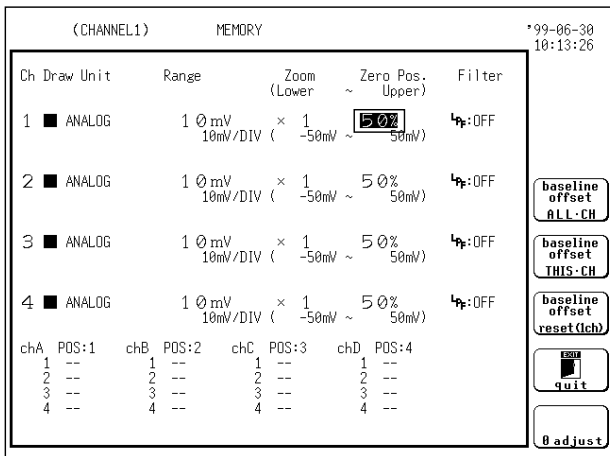 (CHANNEL1) MEMORY '99-06-30
10:13:26
Ch Draw Unit Range Zoom Zero Pos. Filter
(Lower ~ Upper)
1 ANALOG 10mV × 1 50% LPF:OFF
10mV/DIV ( -50mV ~ 50mV)
2 ANALOG 10mV × 1 50% LPF:OFF
10mV/DIV ( -50mV ~ 50mV)
3 ANALOG 10mV × 1 50% LPF:OFF
10mV/DIV ( -50mV ~ 50mV)
4 ANALOG 10mV × 1 50% LPF:OFF
10mV/DIV ( -50mV ~ 50mV)
chA POS:1 chB POS:2 chC POS:3 chD POS:4
1 -- 1 -- 1 -- 1 --
2 -- 2 -- 2 -- 2 --
3 -- 3 -- 3 -- 3 --
4 -- 4 -- 4 -- 4 --
baseline
offset
ALL·CH
baseline
offset
THIS·CH
baseline
offset
reset(1ch)
EXIT
quit
0 adjust